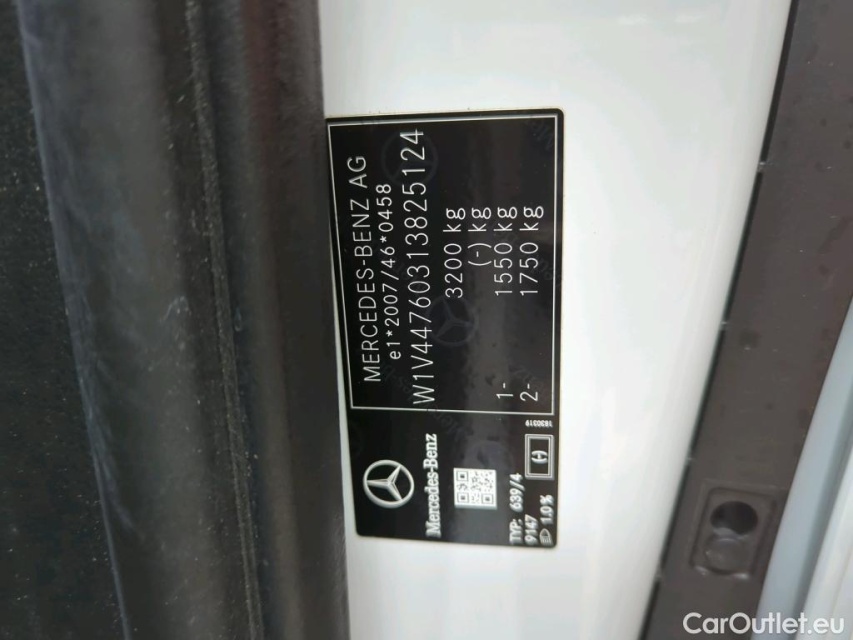 MERCEDES-BENZ AG
e1*2007/46*0458
W1V44760313825124
3200 kg
(-) kg
1- 1550 kg
2- 1750 kg
Mercedes-Benz
TYP: 639/4
9147
1.0%
1830319
CarOutlet.eu